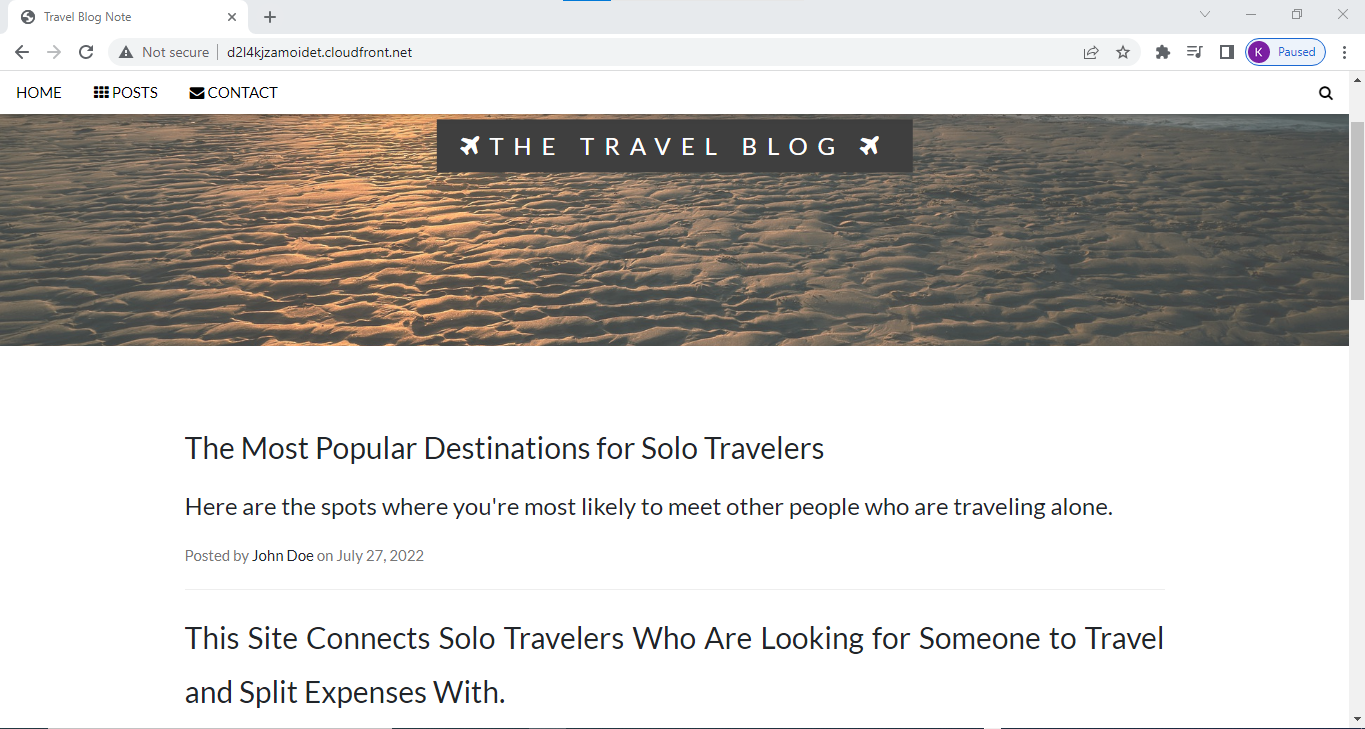 Travel Blog Note
Not secure | d2l4kjzamoidet.cloudfront.net
K Paused
HOME POSTS CONTACT
THE TRAVEL BLOG
The Most Popular Destinations for Solo Travelers
Here are the spots where you're most likely to meet other people who are traveling alone.
Posted by John Doe on July 27, 2022
This Site Connects Solo Travelers Who Are Looking for Someone to Travel
and Split Expenses With.